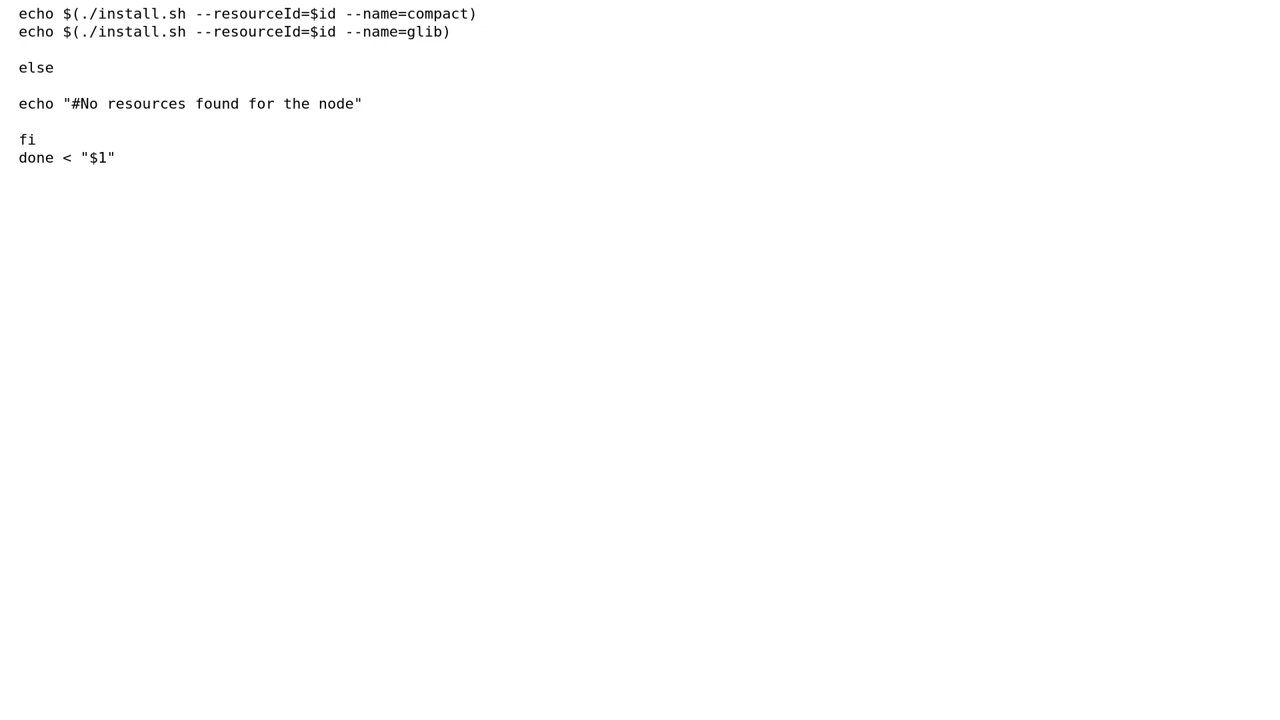 echo $(./install.sh --resourceId=$id --name=compact)
echo $(./install.sh --resourceId=$id --name=glib)
else
echo "#No resources found for the node"
fi
done < "$1"